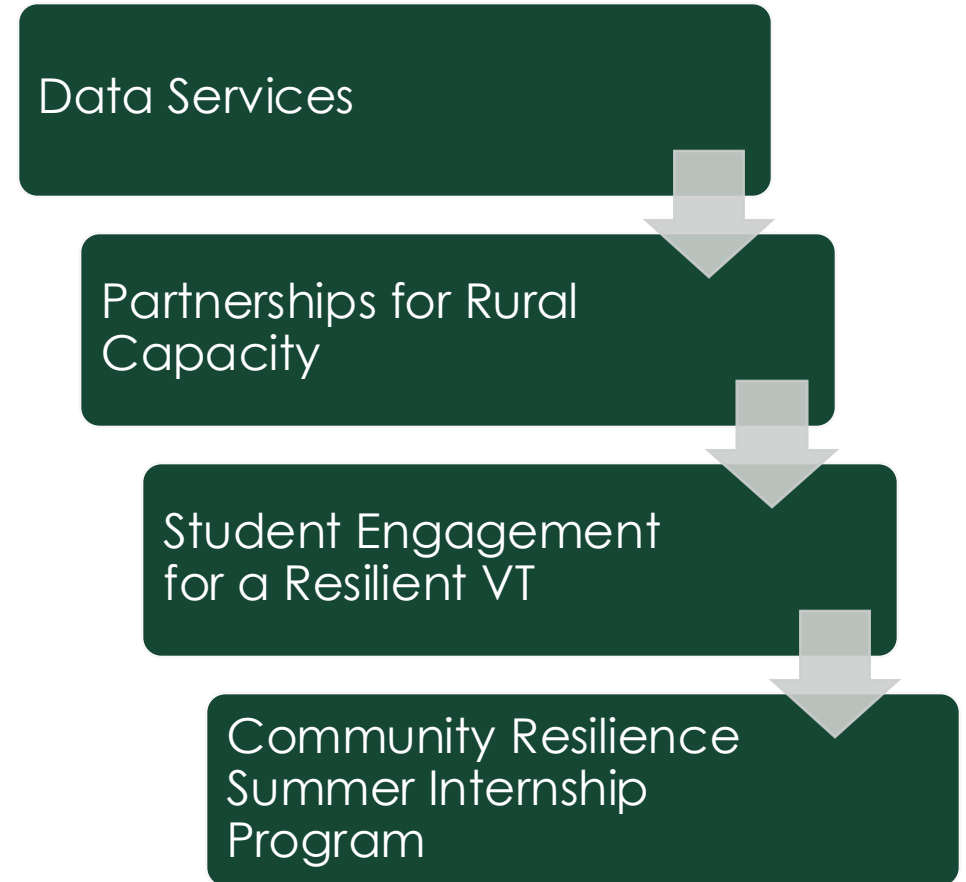 Data Services
Partnerships for Rural
Capacity
Student Engagement
for a Resilient VT
Community Resilience
Summer Internship
Program